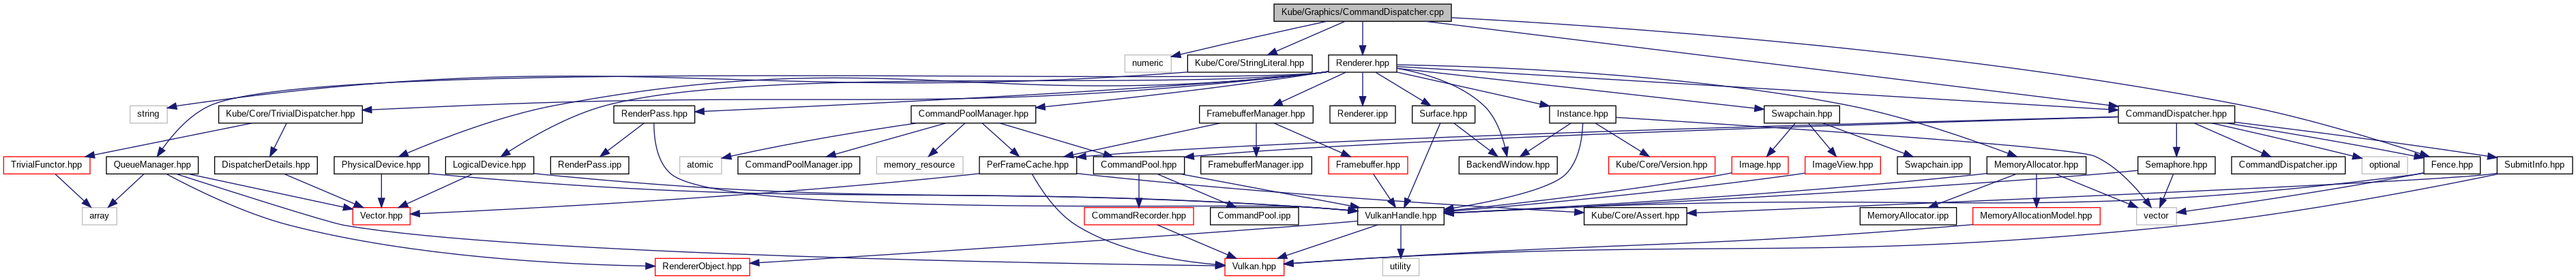 Kube/Graphics/CommandDispatcher.cpp
numeric
Kube/Core/StringLiteral.hpp
Renderer.hpp
string
Kube/Core/TrivialDispatcher.hpp
RenderPass.hpp
CommandPoolManager.hpp
FramebufferManager.hpp
Renderer.ipp
Surface.hpp
Instance.hpp
Swapchain.hpp
CommandDispatcher.hpp
TrivialFunctor.hpp
QueueManager.hpp
DispatcherDetails.hpp
PhysicalDevice.hpp
LogicalDevice.hpp
RenderPass.ipp
atomic
CommandPoolManager.ipp
memory_resource
PerFrameCache.hpp
CommandPool.hpp
FramebufferManager.ipp
Framebuffer.hpp
BackendWindow.hpp
Kube/Core/Version.hpp
Image.hpp
ImageView.hpp
Swapchain.ipp
MemoryAllocator.hpp
Semaphore.hpp
CommandDispatcher.ipp
optional
Fence.hpp
SubmitInfo.hpp
array
Vector.hpp
CommandRecorder.hpp
CommandPool.ipp
VulkanHandle.hpp
Kube/Core/Assert.hpp
MemoryAllocator.ipp
MemoryAllocationModel.hpp
vector
RendererObject.hpp
Vulkan.hpp
utility